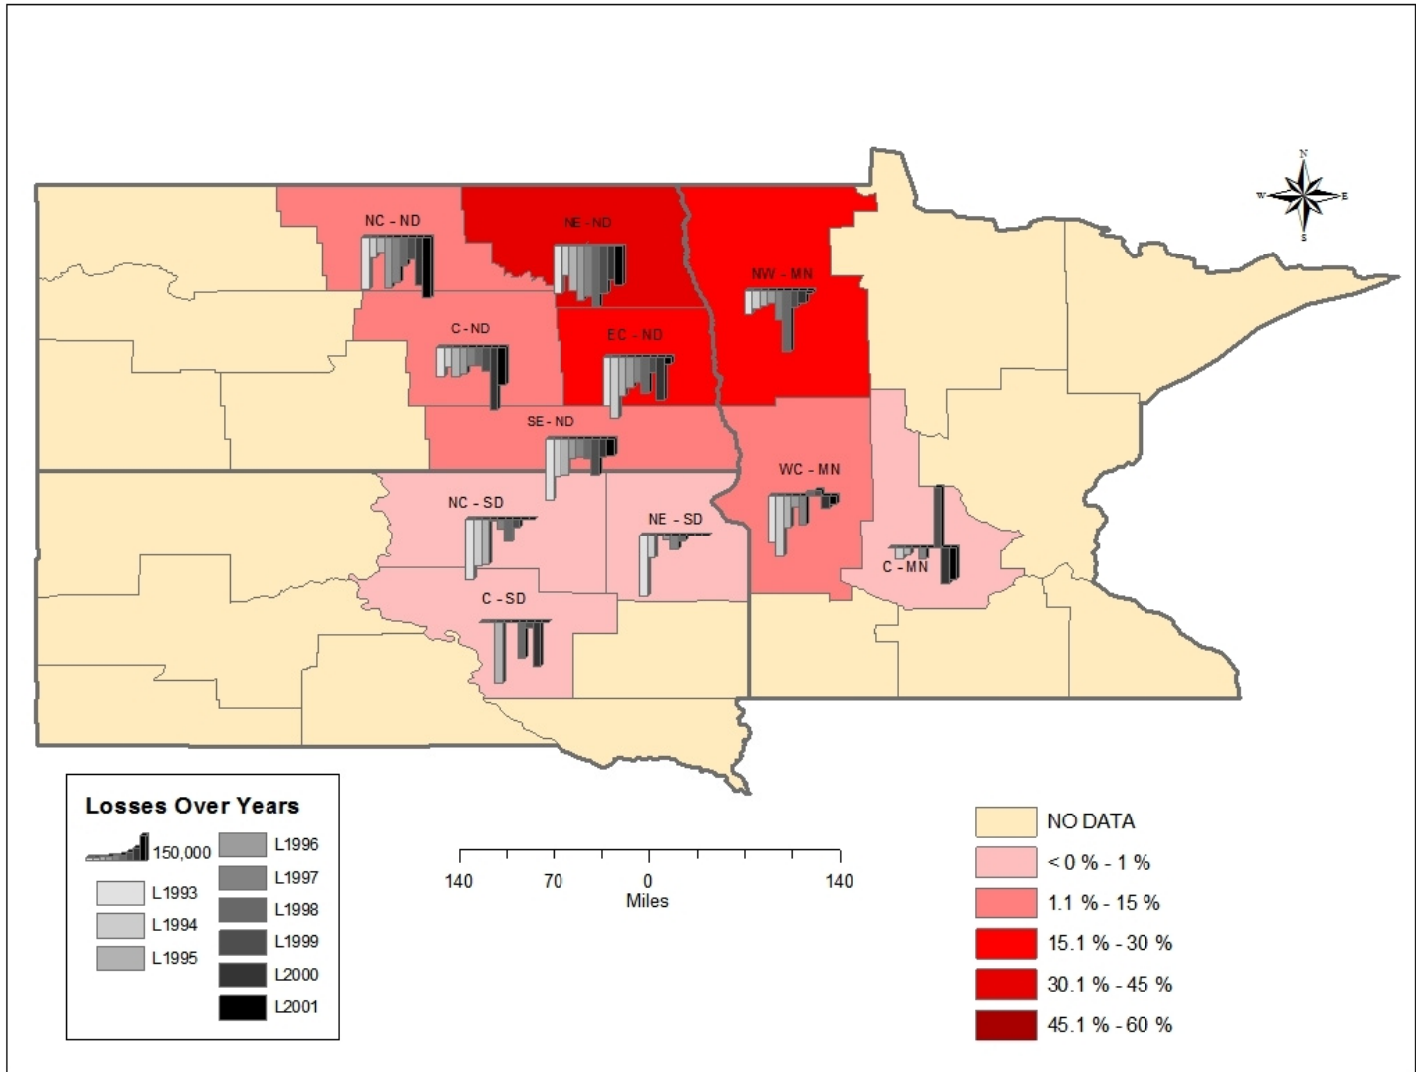 N
W E
S
NC - ND
NE - ND
NW - MN
C - ND
EC - ND
SE - ND
WC - MN
NC - SD
NE - SD
C - MN
C - SD
Losses Over Years
150,000
L1993
L1994
L1995
L1996
L1997
L1998
L1999
L2000
L2001
140 70 0 140
Miles
NO DATA
< 0 % - 1 %
1.1 % - 15 %
15.1 % - 30 %
30.1 % - 45 %
45.1 % - 60 %